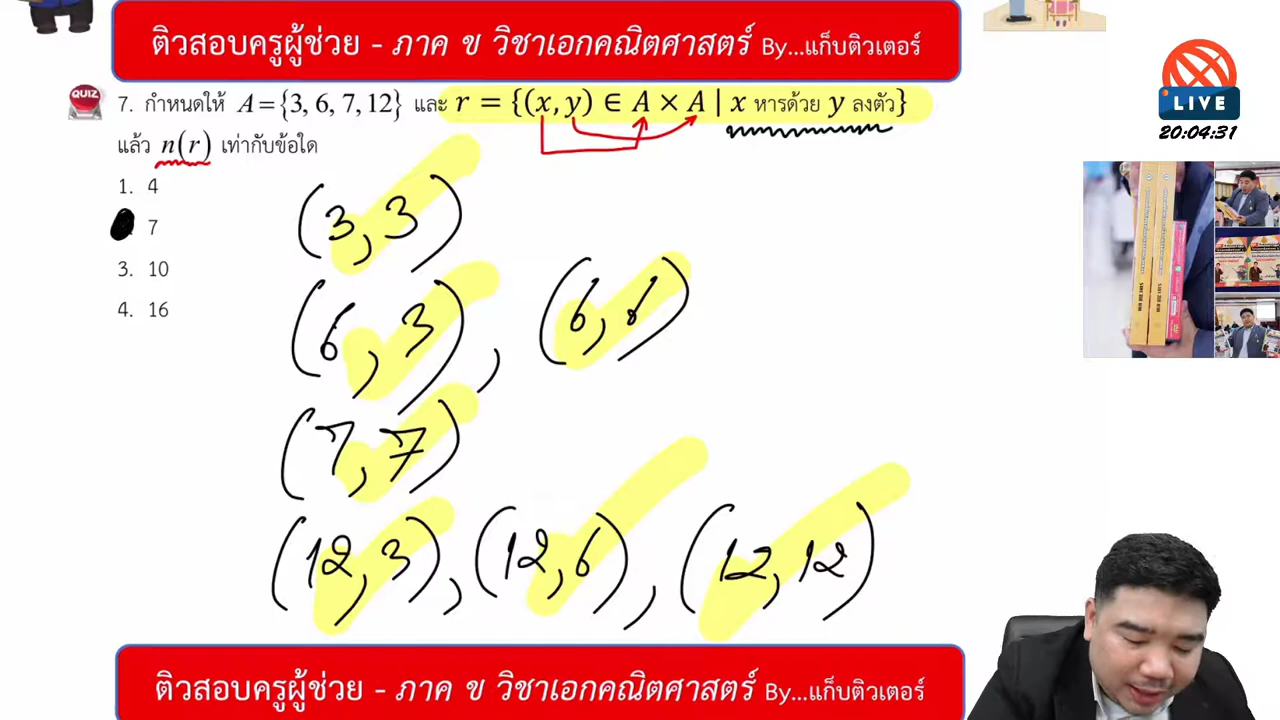 ติวสอบครูผู้ช่วย - ภาค ข วิชาเอกคณิตศาสตร์ By...แก็บติวเตอร์
LIVE
20:04:31
QUIZ
7. กำหนดให้ A={3, 6, 7, 12} และ r = {(x, y) ∈ A × A | x หารด้วย y ลงตัว}
แล้ว n(r) เท่ากับข้อใด
1. 4
7
3. 10
4. 16
(3, 3)
(6, 3), (6, 6)
(7, 7)
(12, 3), (12, 6), (12, 12)
ติวสอบครูผู้ช่วย - ภาค ข วิชาเอกคณิตศาสตร์ By...แก็บติวเตอร์